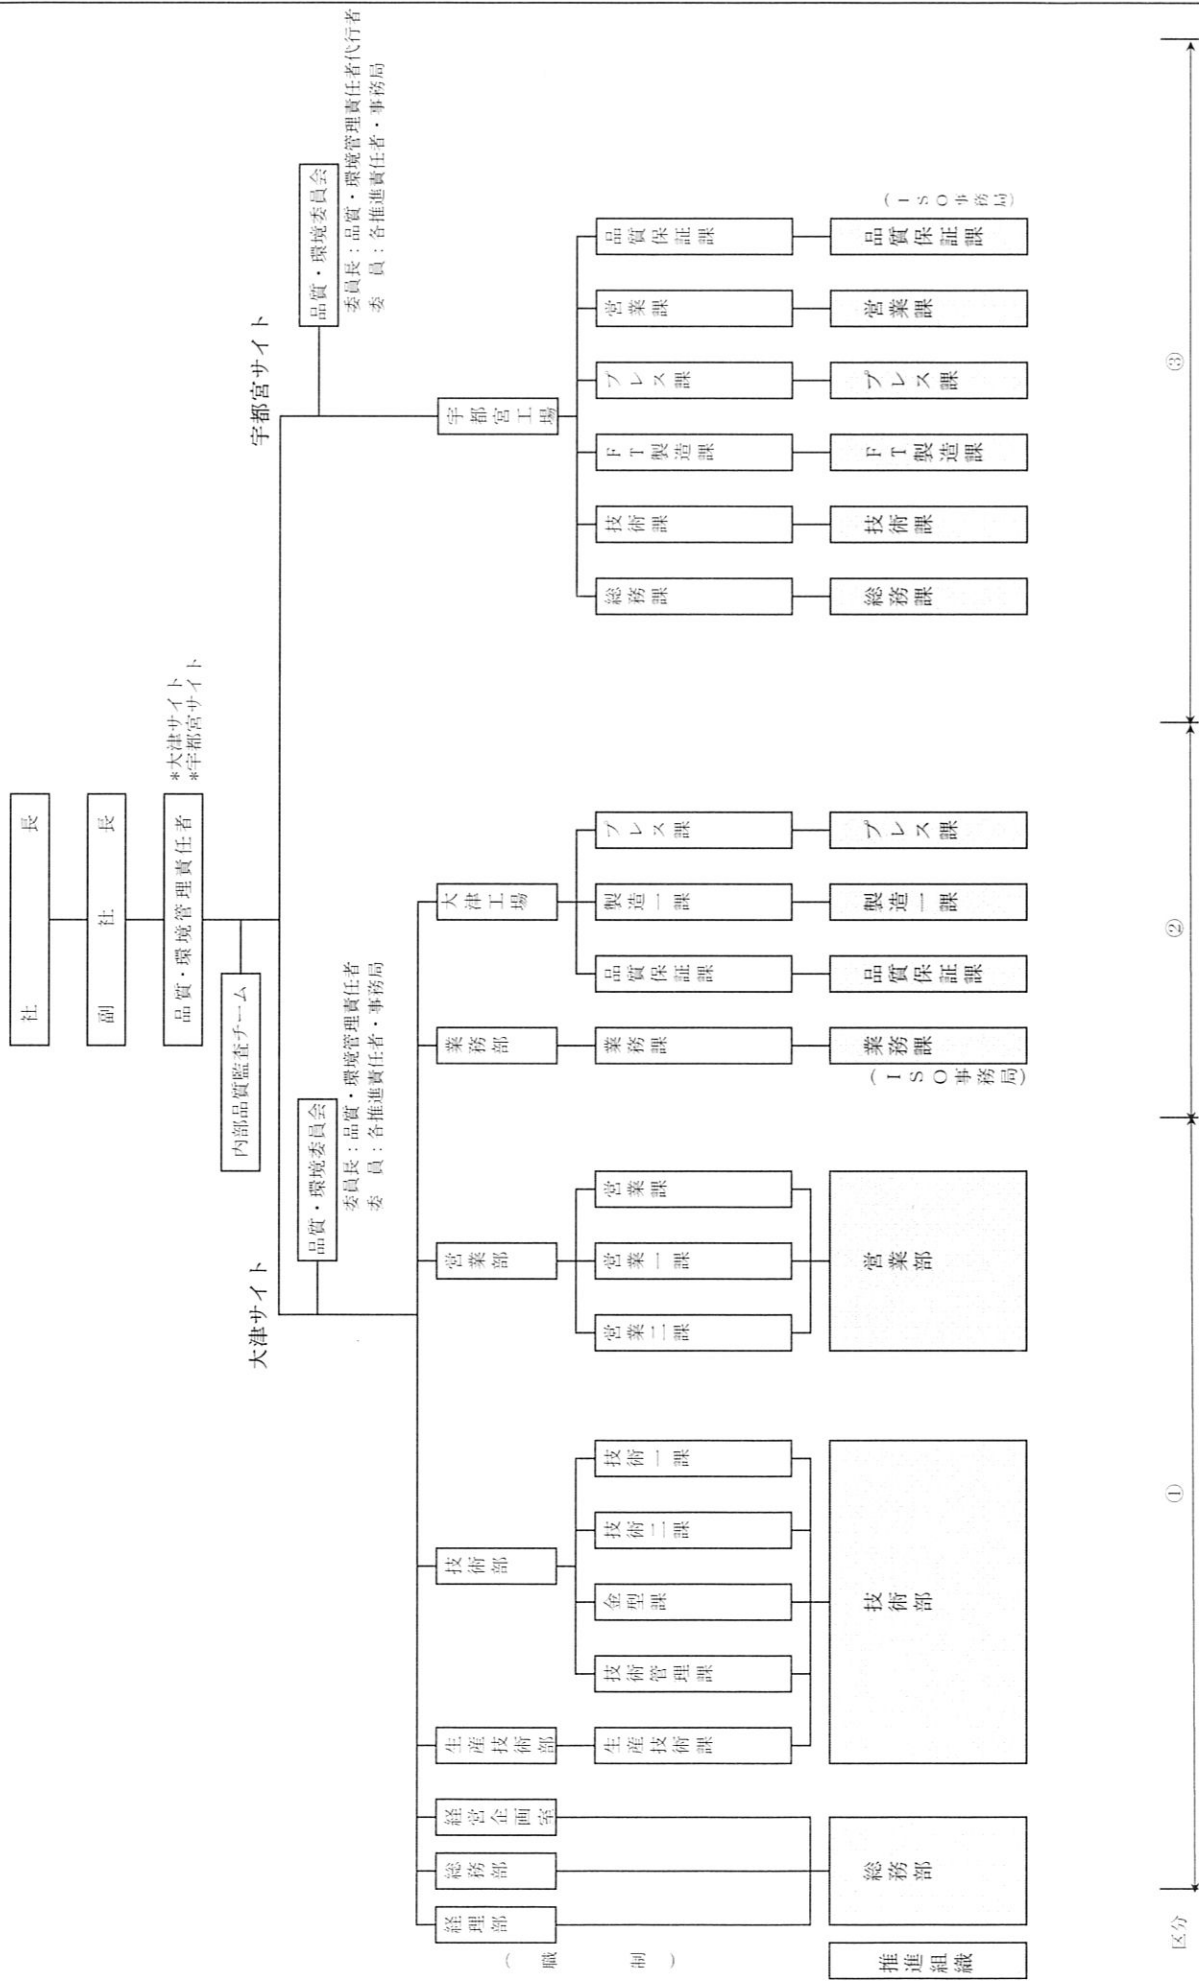 社長
副社長
品質・環境管理責任者
*大津サイト
*宇都宮サイト
内部品質監査チーム
大津サイト
宇都宮サイト
品質・環境委員会
委員長：品質・環境管理責任者
委　員：各推進責任者・事務局
品質・環境委員会
委員長：品質・環境管理責任者代行者
委　員：各推進責任者・事務局
（職制）
経理部
総務部
経営企画室
生産技術部
技術部
営業部
業務部
大津工場
宇都宮工場
生産技術課
技術管理課
金型課
技術二課
技術一課
営業二課
営業一課
営業課
業務課
品質保証課
製造一課
プレス課
総務課
技術課
FT製造課
プレス課
営業課
品質保証課
推進組織
総務部
技術部
営業部
業務課
（ISO事務局）
品質保証課
製造一課
プレス課
総務課
技術課
FT製造課
プレス課
営業課
品質保証課
（ISO事務局）
区分
①
②
③